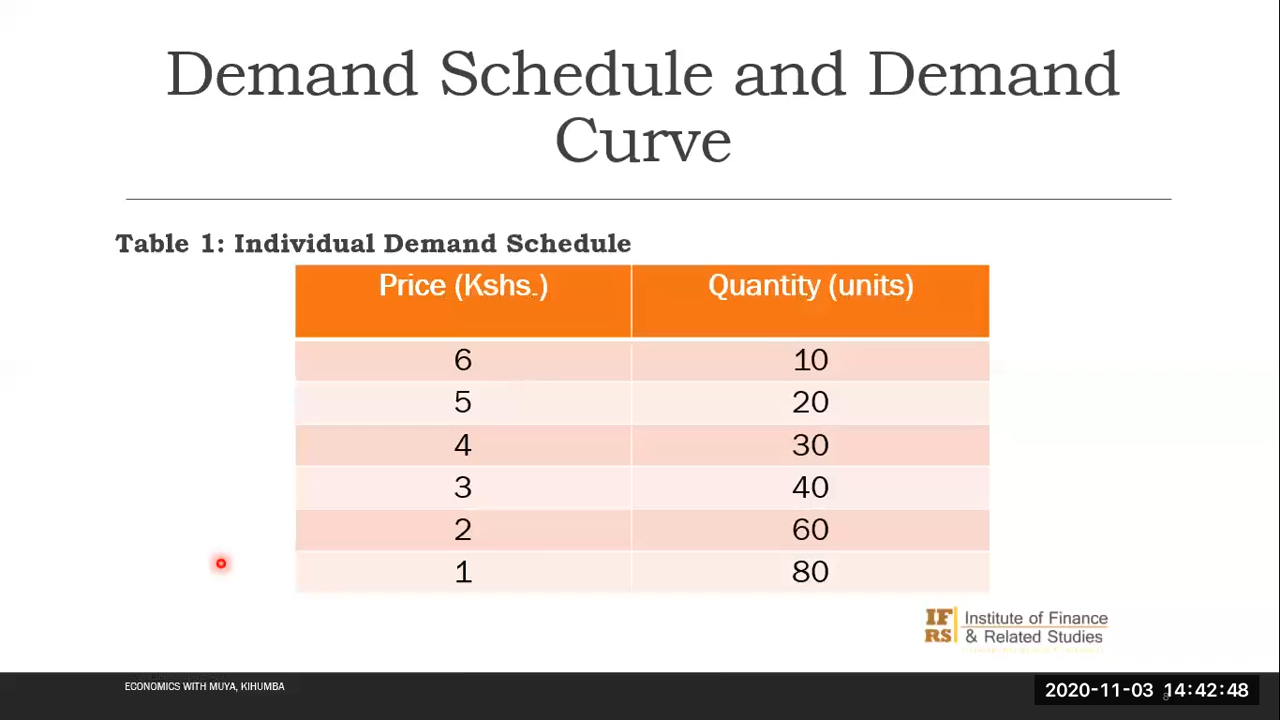 Demand Schedule and Demand
Curve
Table 1: Individual Demand Schedule
Price (Kshs.) Quantity (units)
6 10
5 20
4 30
3 40
2 60
1 80
IF Institute of Finance
RS & Related Studies
ECONOMICS WITH MUYA, KIHUMBA
2020-11-03 14:42:48